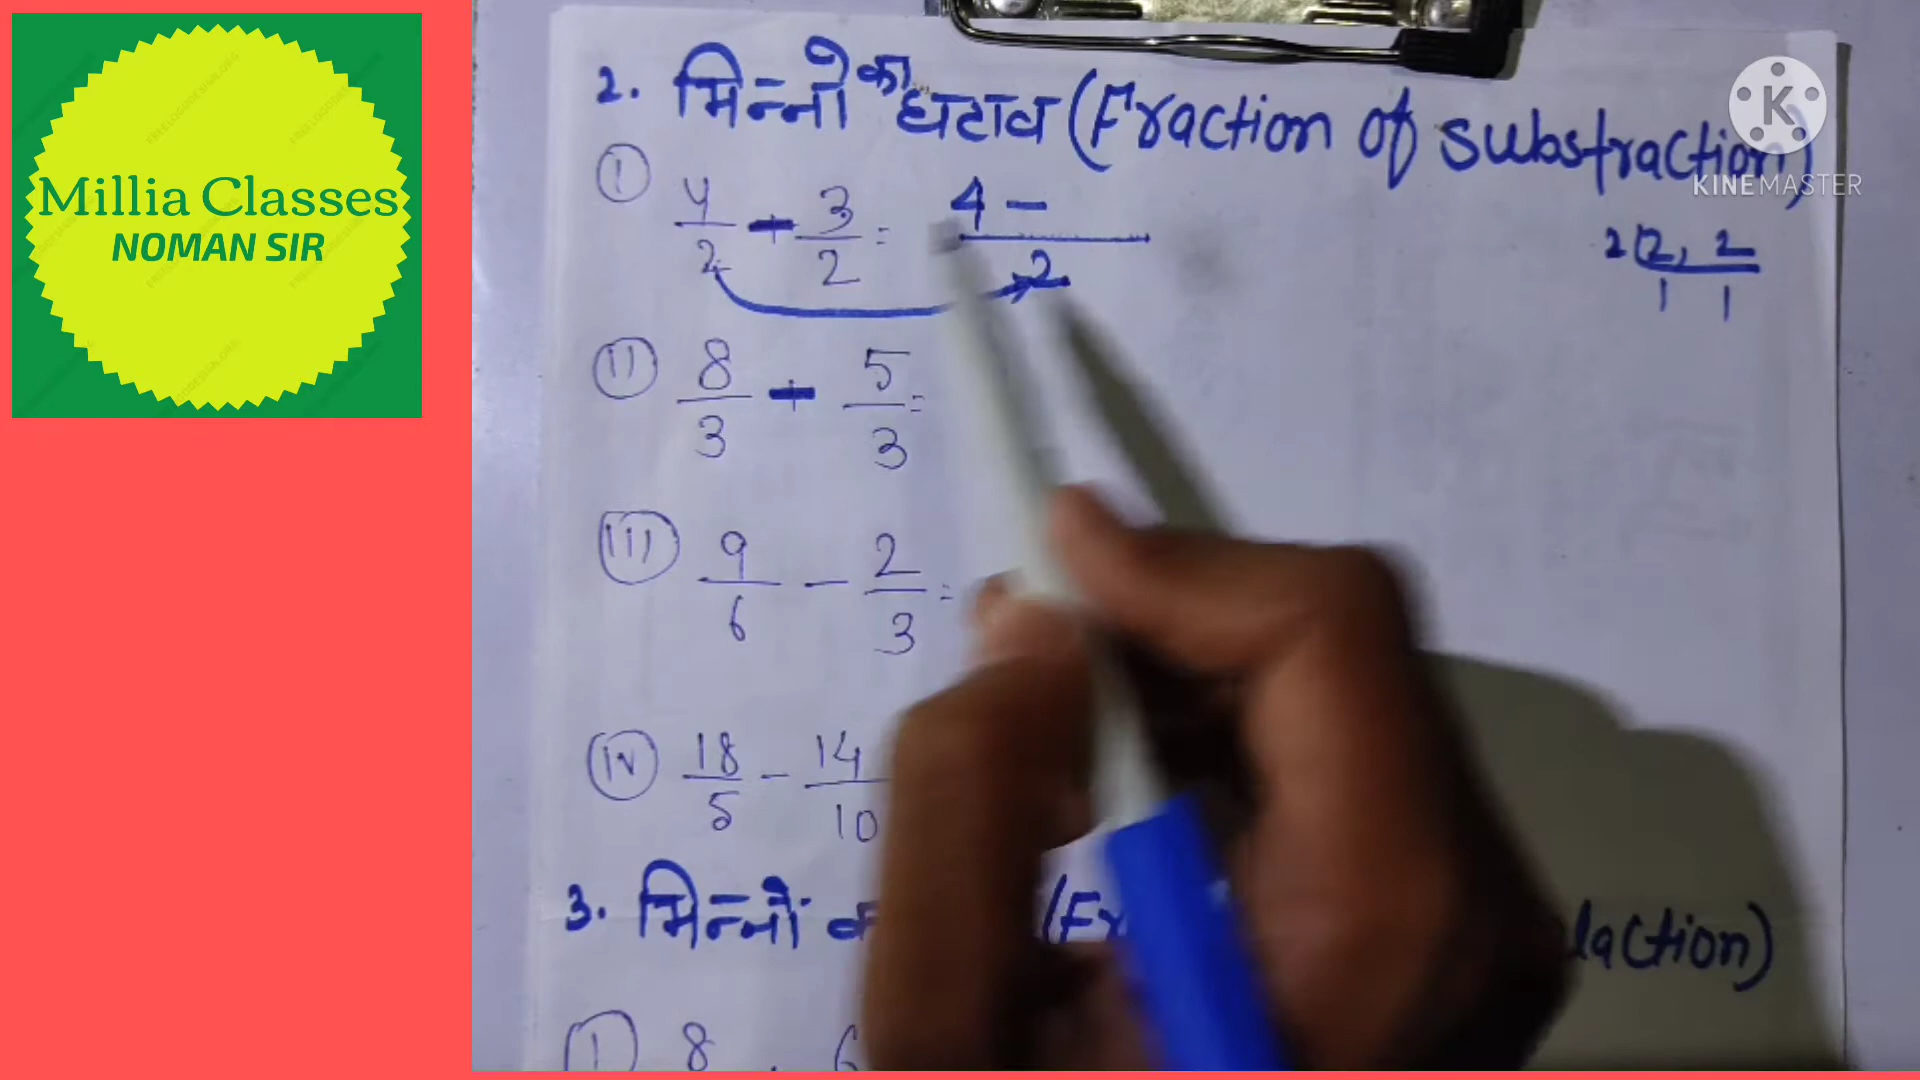 Millia Classes
NOMAN SIR
K
KINEMASTER
2. भिन्नो का घटाव (Fraction of substraction)
(i) 4/2 - 3/2 = 4 - / 2
2 | 2, 2
1 1
(ii) 8/3 - 5/3 =
(iii) 9/6 - 2/3 =
(iv) 18/5 - 14/10
3. भिन्नों
(i) 8 6